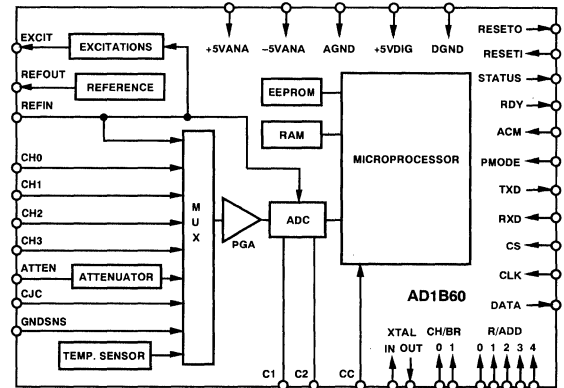 EXCIT
EXCITATIONS
REFOUT
REFERENCE
REFIN
+5VANA
–5VANA
AGND
+5VDIG
DGND
RESETO
RESETI
STATUS
RDY
ACM
PMODE
TXD
RXD
CS
CLK
DATA
EEPROM
RAM
MICROPROCESSOR
CH0
CH1
CH2
CH3
ATTEN
ATTENUATOR
CJC
GNDSNS
TEMP. SENSOR
MUX
PGA
ADC
AD1B60
C1
C2
CC
XTAL
IN OUT
CH/BR
0 1
R/ADD
0 1 2 3 4